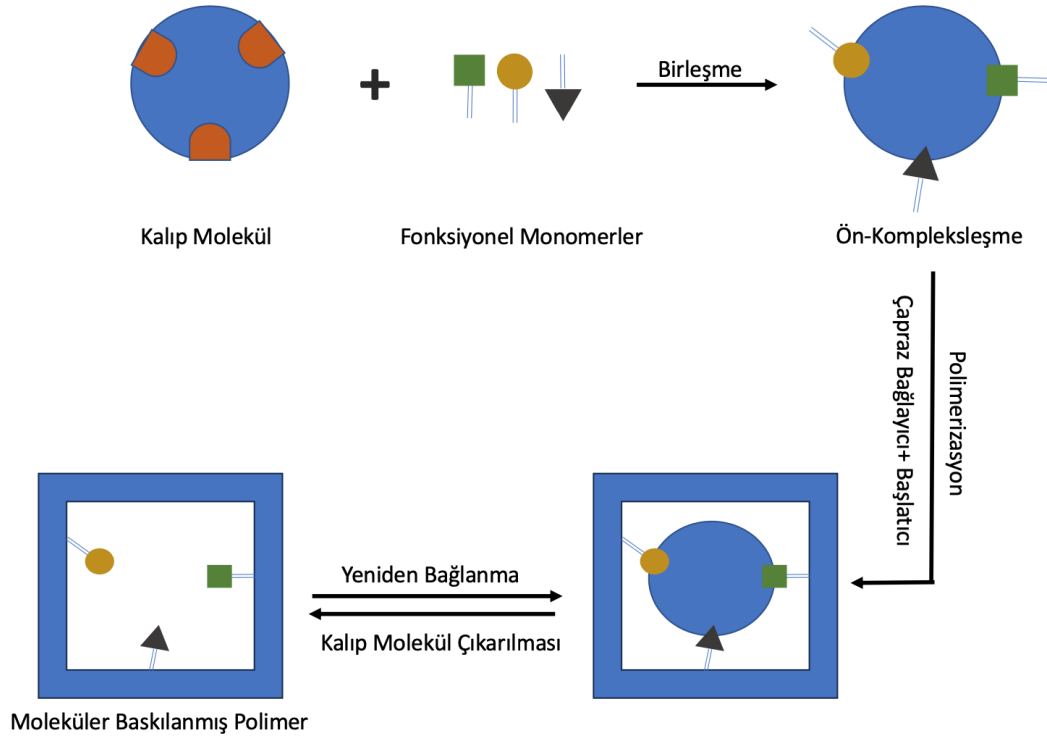 Birleşme
Kalıp Molekül
Fonksiyonel Monomerler
Ön-Kompleksleşme
Polimerizasyon
Çapraz Bağlayıcı+ Başlatıcı
Yeniden Bağlanma
Kalıp Molekül Çıkarılması
Moleküler Baskılanmış Polimer